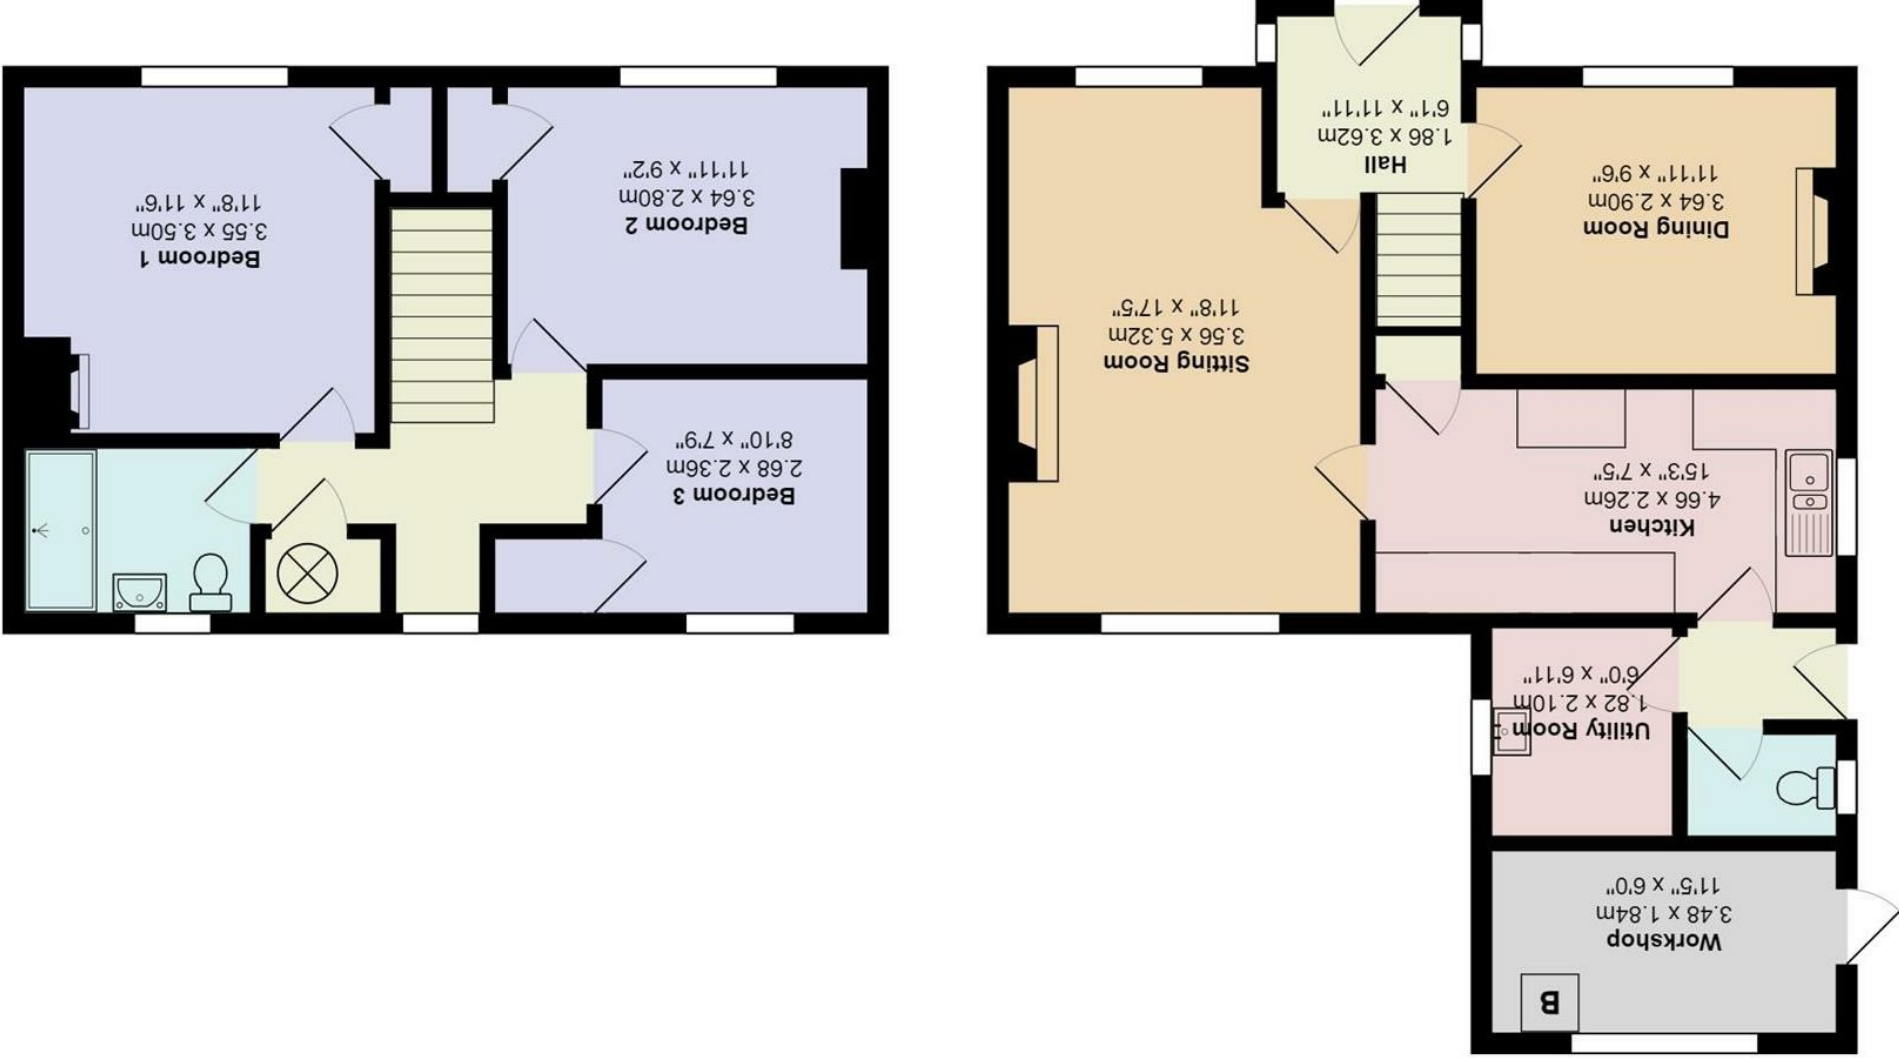 B
Workshop
3.48 x 1.84m
11'5" x 6'0"
Utility Room
1.82 x 2.10m
6'0" x 6'11"
Kitchen
4.66 x 2.26m
15'3" x 7'5"
Sitting Room
3.56 x 5.32m
11'8" x 17'5"
Dining Room
3.64 x 2.90m
11'11" x 9'6"
Hall
1.86 x 3.62m
6'1" x 11'11"
Bedroom 3
2.68 x 2.36m
8'10" x 7'9"
Bedroom 2
3.64 x 2.80m
11'11" x 9'2"
Bedroom 1
3.55 x 3.50m
11'8" x 11'6"